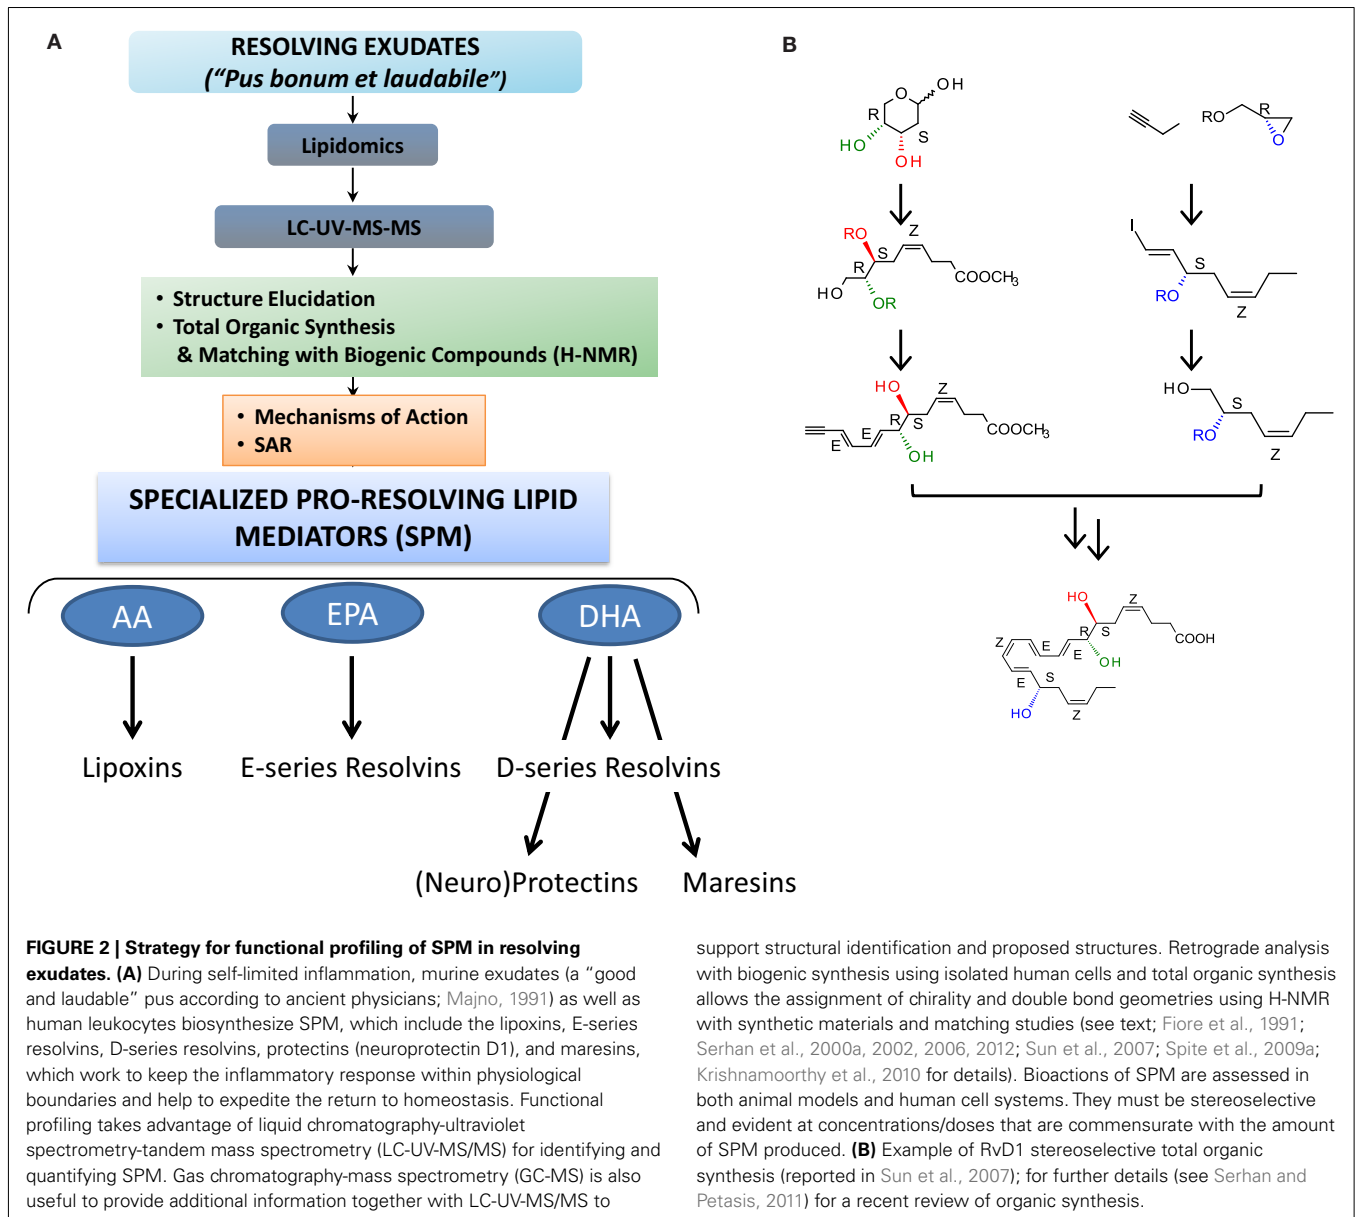 A
RESOLVING EXUDATES
(“Pus bonum et laudabile”)
Lipidomics
LC-UV-MS-MS
• Structure Elucidation
• Total Organic Synthesis
& Matching with Biogenic Compounds (H-NMR)
• Mechanisms of Action
• SAR
SPECIALIZED PRO-RESOLVING LIPID
MEDIATORS (SPM)
AA
EPA
DHA
Lipoxins
E-series Resolvins
D-series Resolvins
(Neuro)Protectins
Maresins
B
O
OH
R
S
HO
OH
RO
R
O
RO
Z
S
R
HO
OR
COOCH3
I
S
RO
Z
HO
Z
R
S
E
E
OH
COOCH3
HO
S
RO
Z
HO
Z
R
S
COOH
Z
E
E
OH
E
S
HO
Z
FIGURE 2 | Strategy for functional profiling of SPM in resolving
exudates. (A) During self-limited inflammation, murine exudates (a “good
and laudable” pus according to ancient physicians; Majno, 1991) as well as
human leukocytes biosynthesize SPM, which include the lipoxins, E-series
resolvins, D-series resolvins, protectins (neuroprotectin D1), and maresins,
which work to keep the inflammatory response within physiological
boundaries and help to expedite the return to homeostasis. Functional
profiling takes advantage of liquid chromatography-ultraviolet
spectrometry-tandem mass spectrometry (LC-UV-MS/MS) for identifying and
quantifying SPM. Gas chromatography-mass spectrometry (GC-MS) is also
useful to provide additional information together with LC-UV-MS/MS to
support structural identification and proposed structures. Retrograde analysis
with biogenic synthesis using isolated human cells and total organic synthesis
allows the assignment of chirality and double bond geometries using H-NMR
with synthetic materials and matching studies (see text; Fiore et al., 1991;
Serhan et al., 2000a, 2002, 2006, 2012; Sun et al., 2007; Spite et al., 2009a;
Krishnamoorthy et al., 2010 for details). Bioactions of SPM are assessed in
both animal models and human cell systems. They must be stereoselective
and evident at concentrations/doses that are commensurate with the amount
of SPM produced. (B) Example of RvD1 stereoselective total organic
synthesis (reported in Sun et al., 2007); for further details (see Serhan and
Petasis, 2011) for a recent review of organic synthesis.